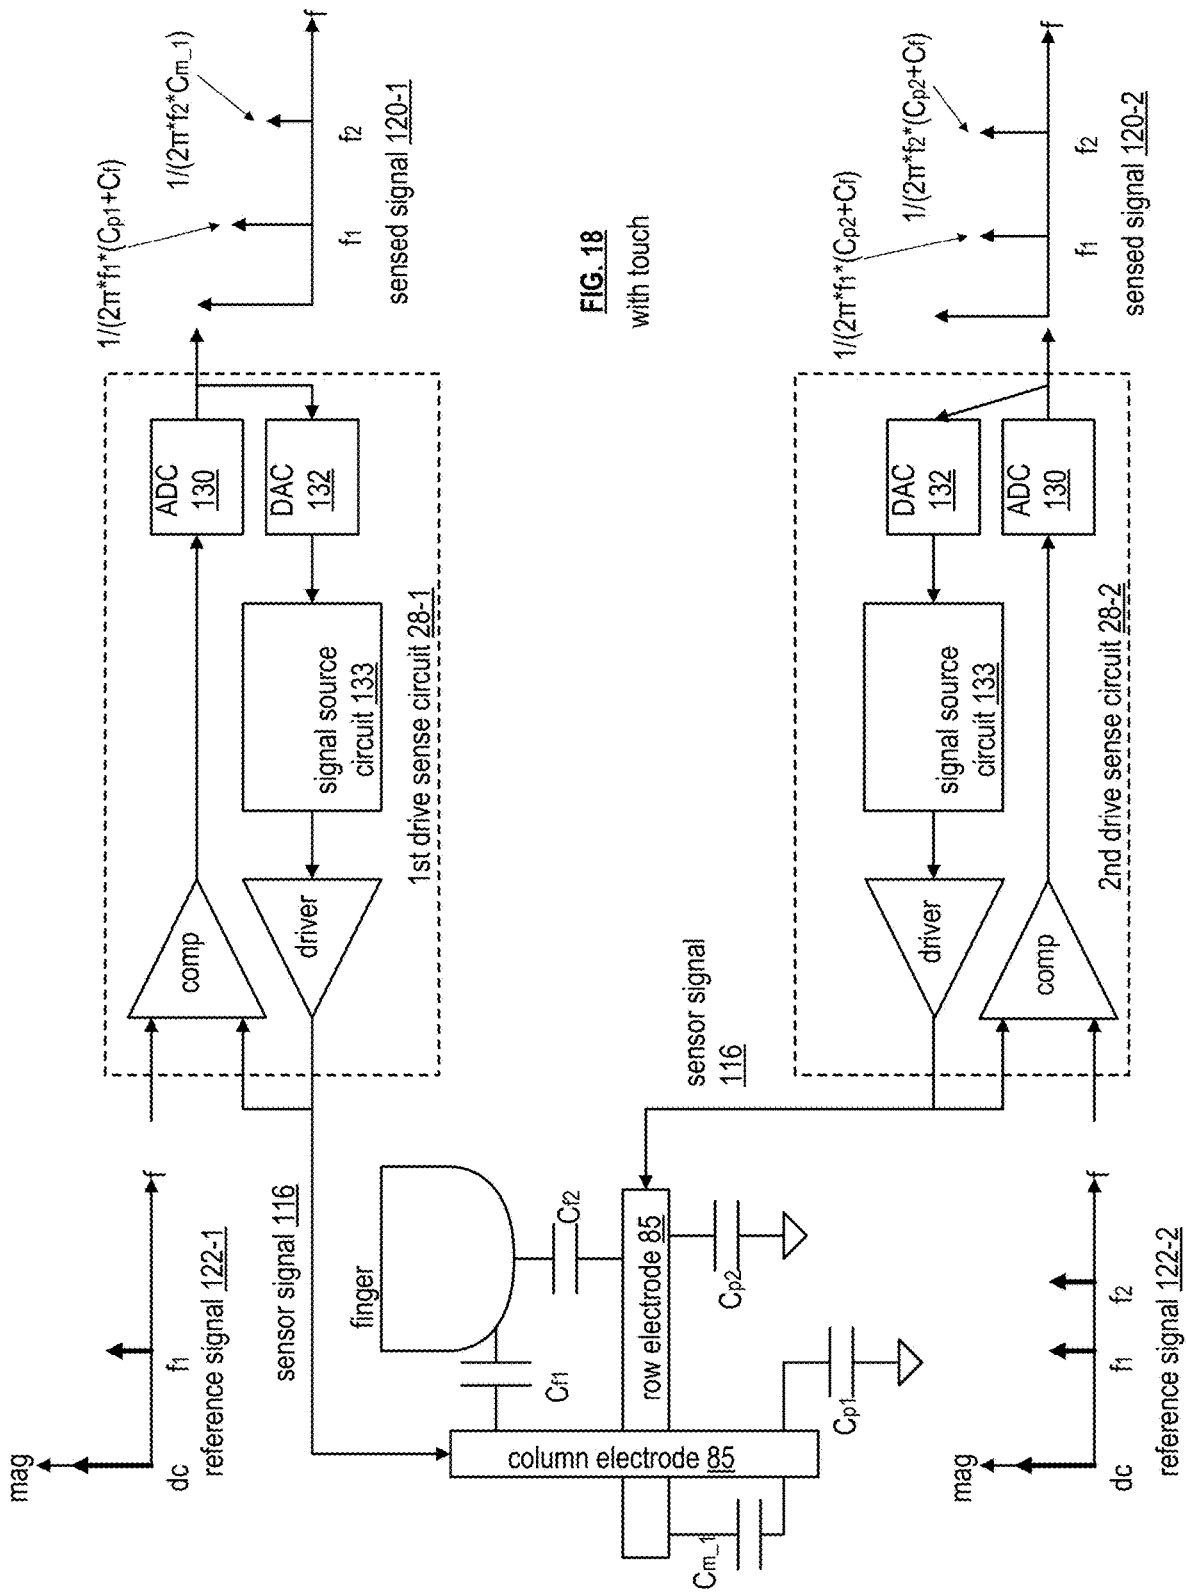 1/(2π*f1*(Cp1+Cf)
1/(2π*f2*Cm_1)
f
f1
f2
sensed signal 120-1
ADC
130
DAC
132
signal source
circuit 133
comp
driver
1st drive sense circuit 28-1
mag
dc
f1
f
reference signal 122-1
sensor signal 116
finger
Cf1
Cf2
column electrode 85
row electrode 85
Cp1
Cp2
Cm_1
sensor signal
116
FIG. 18
with touch
1/(2π*f1*(Cp2+Cf)
1/(2π*f2*(Cp2+Cf)
f
f1
f2
sensed signal 120-2
DAC
132
ADC
130
signal source
circuit 133
driver
comp
2nd drive sense circuit 28-2
mag
dc
f1
f2
f
reference signal 122-2